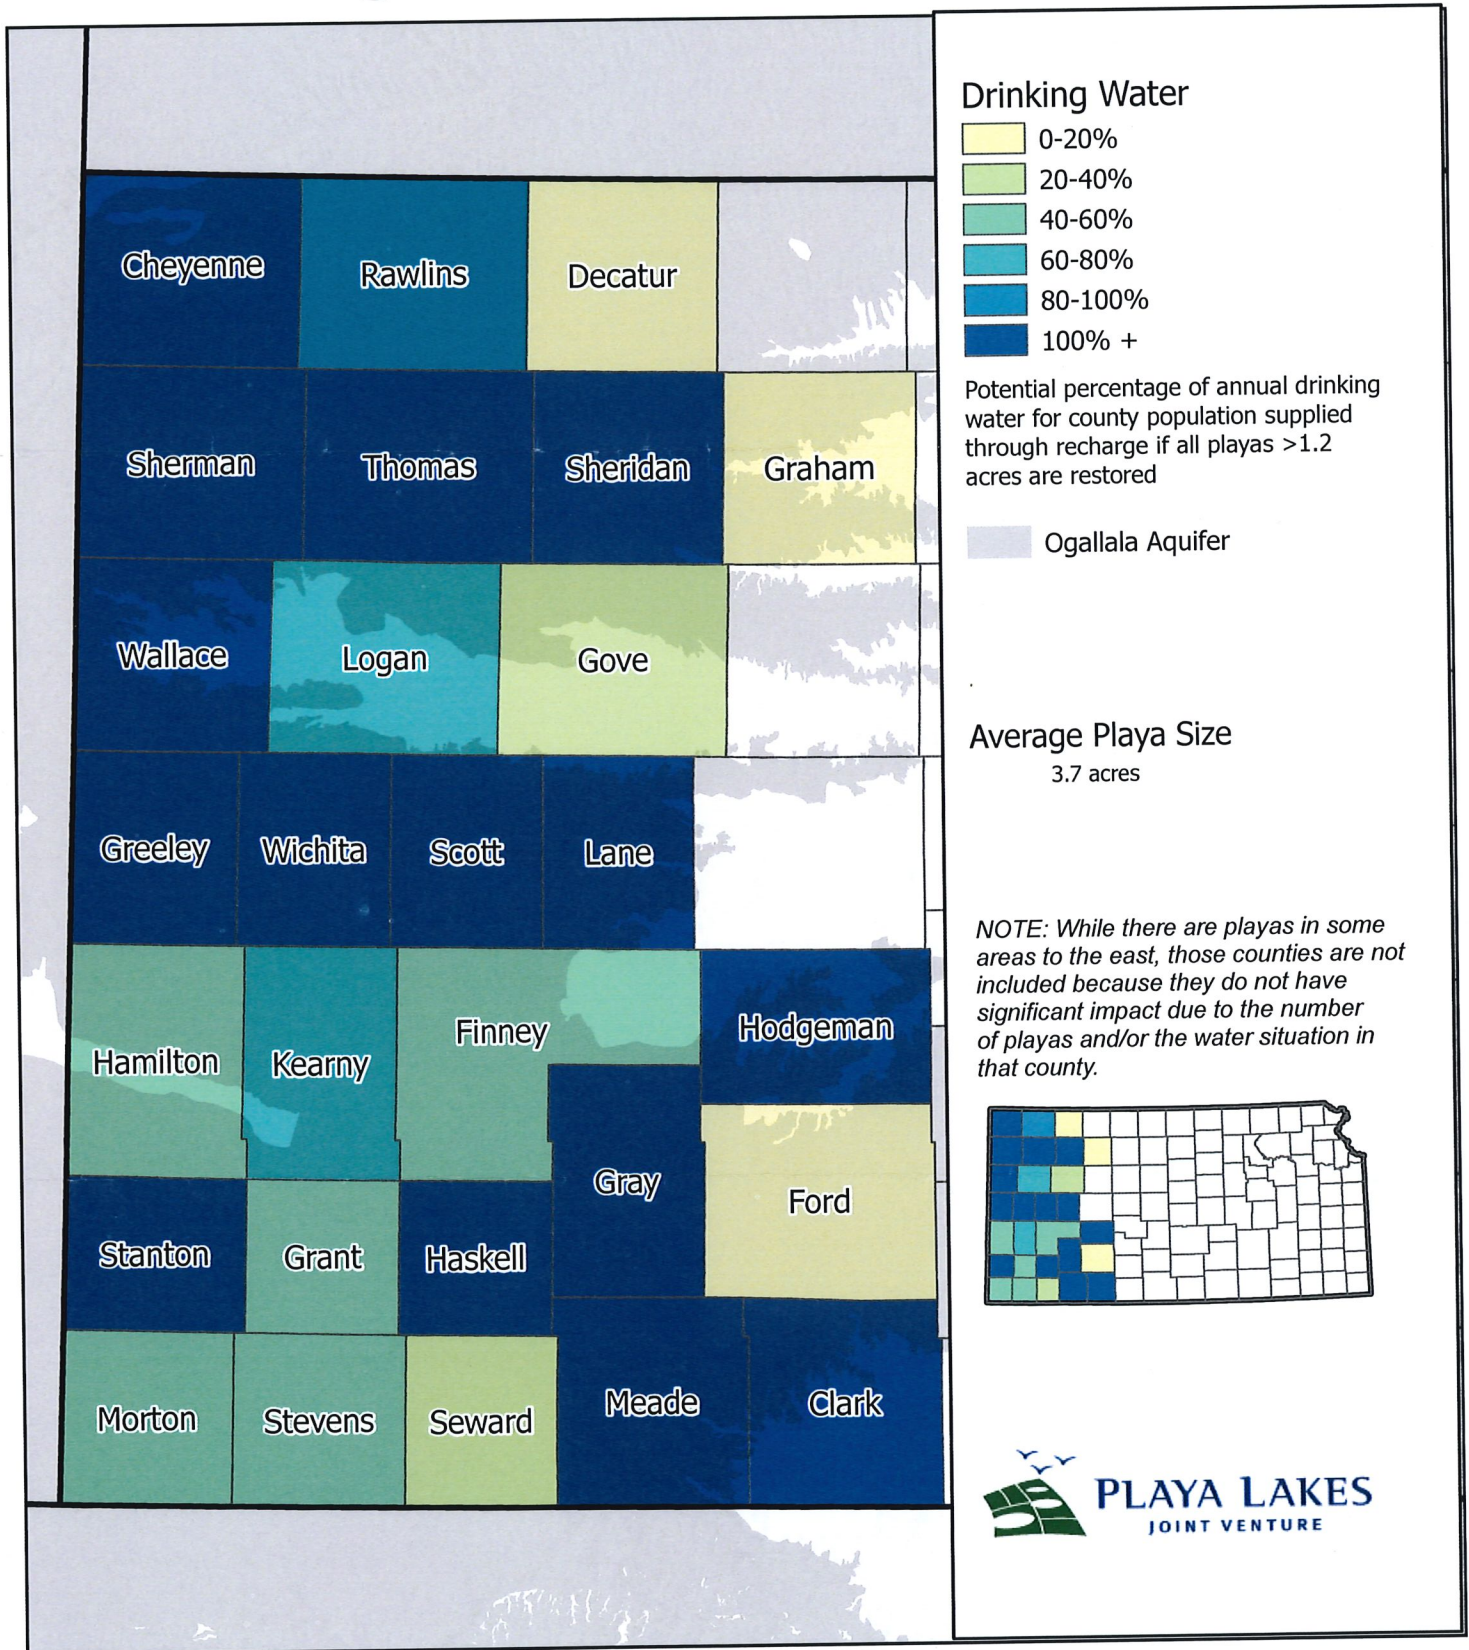 Drinking Water
0-20%
20-40%
40-60%
60-80%
80-100%
100% +
Potential percentage of annual drinking
water for county population supplied
through recharge if all playas >1.2
acres are restored
Ogallala Aquifer
Average Playa Size
3.7 acres
NOTE: While there are playas in some
areas to the east, those counties are not
included because they do not have
significant impact due to the number
of playas and/or the water situation in
that county.
PLAYA LAKES
JOINT VENTURE
Cheyenne
Rawlins
Decatur
Sherman
Thomas
Sheridan
Graham
Wallace
Logan
Gove
Greeley
Wichita
Scott
Lane
Hamilton
Kearny
Finney
Hodgeman
Stanton
Grant
Haskell
Gray
Ford
Morton
Stevens
Seward
Meade
Clark